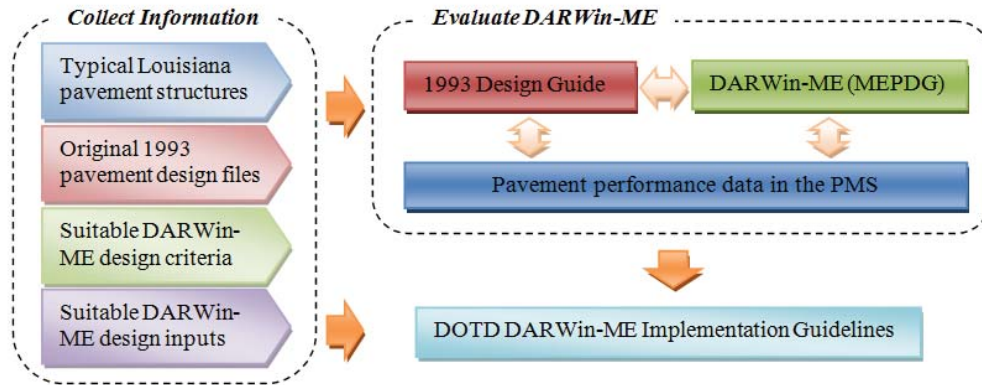 Collect Information
Typical Louisiana
pavement structures
Original 1993
pavement design files
Suitable DARWin-
ME design criteria
Suitable DARWin-
ME design inputs
Evaluate DARWin-ME
1993 Design Guide
DARWin-ME (MEPDG)
Pavement performance data in the PMS
DOTD DARWin-ME Implementation Guidelines